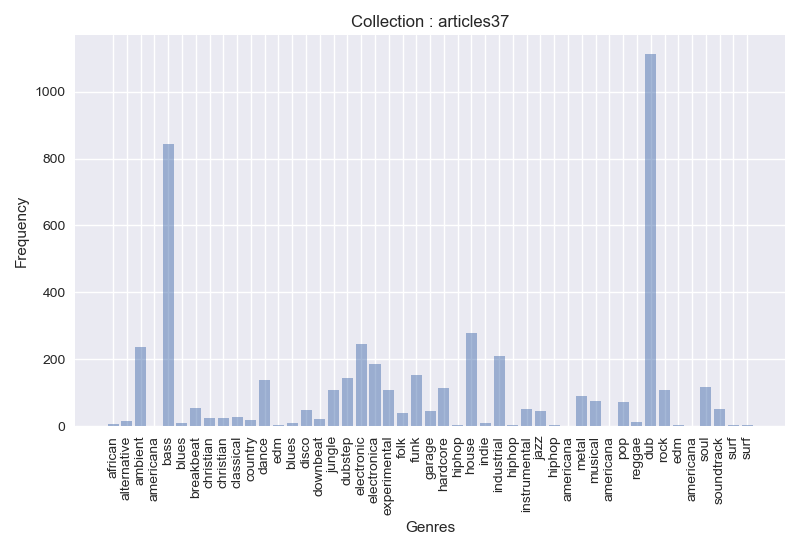 Collection : articles37
1000
800
600
400
200
0
Frequency
african
alternative
ambient
americana
bass
blues
breakbeat
christian
christian
classical
country
dance
edm
blues
disco
downbeat
jungle
dubstep
electronic
electronica
experimental
folk
funk
garage
hardcore
hiphop
house
indie
industrial
hiphop
instrumental
jazz
hiphop
americana
metal
musical
americana
pop
reggae
dub
rock
edm
americana
soul
soundtrack
surf
surf
Genres